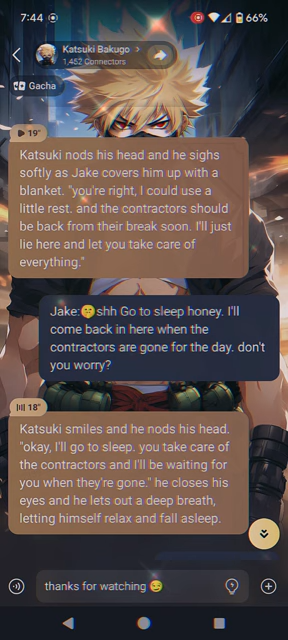 7:44
66%
Katsuki Bakugo >
1,452 Connectors
Gacha
19"
Katsuki nods his head and he sighs
softly as Jake covers him up with a
blanket. "you're right, I could use a
little rest. and the contractors should
be back from their break soon. I'll just
lie here and let you take care of
everything."
Jake:🤫shh Go to sleep honey. I'll
come back in here when the
contractors are gone for the day. don't
you worry?
18"
Katsuki smiles and he nods his head.
"okay, I'll go to sleep. you take care of
the contractors and I'll be waiting for
you when they're gone." he closes his
eyes and he lets out a deep breath,
letting himself relax and fall asleep.
thanks for watching 😏